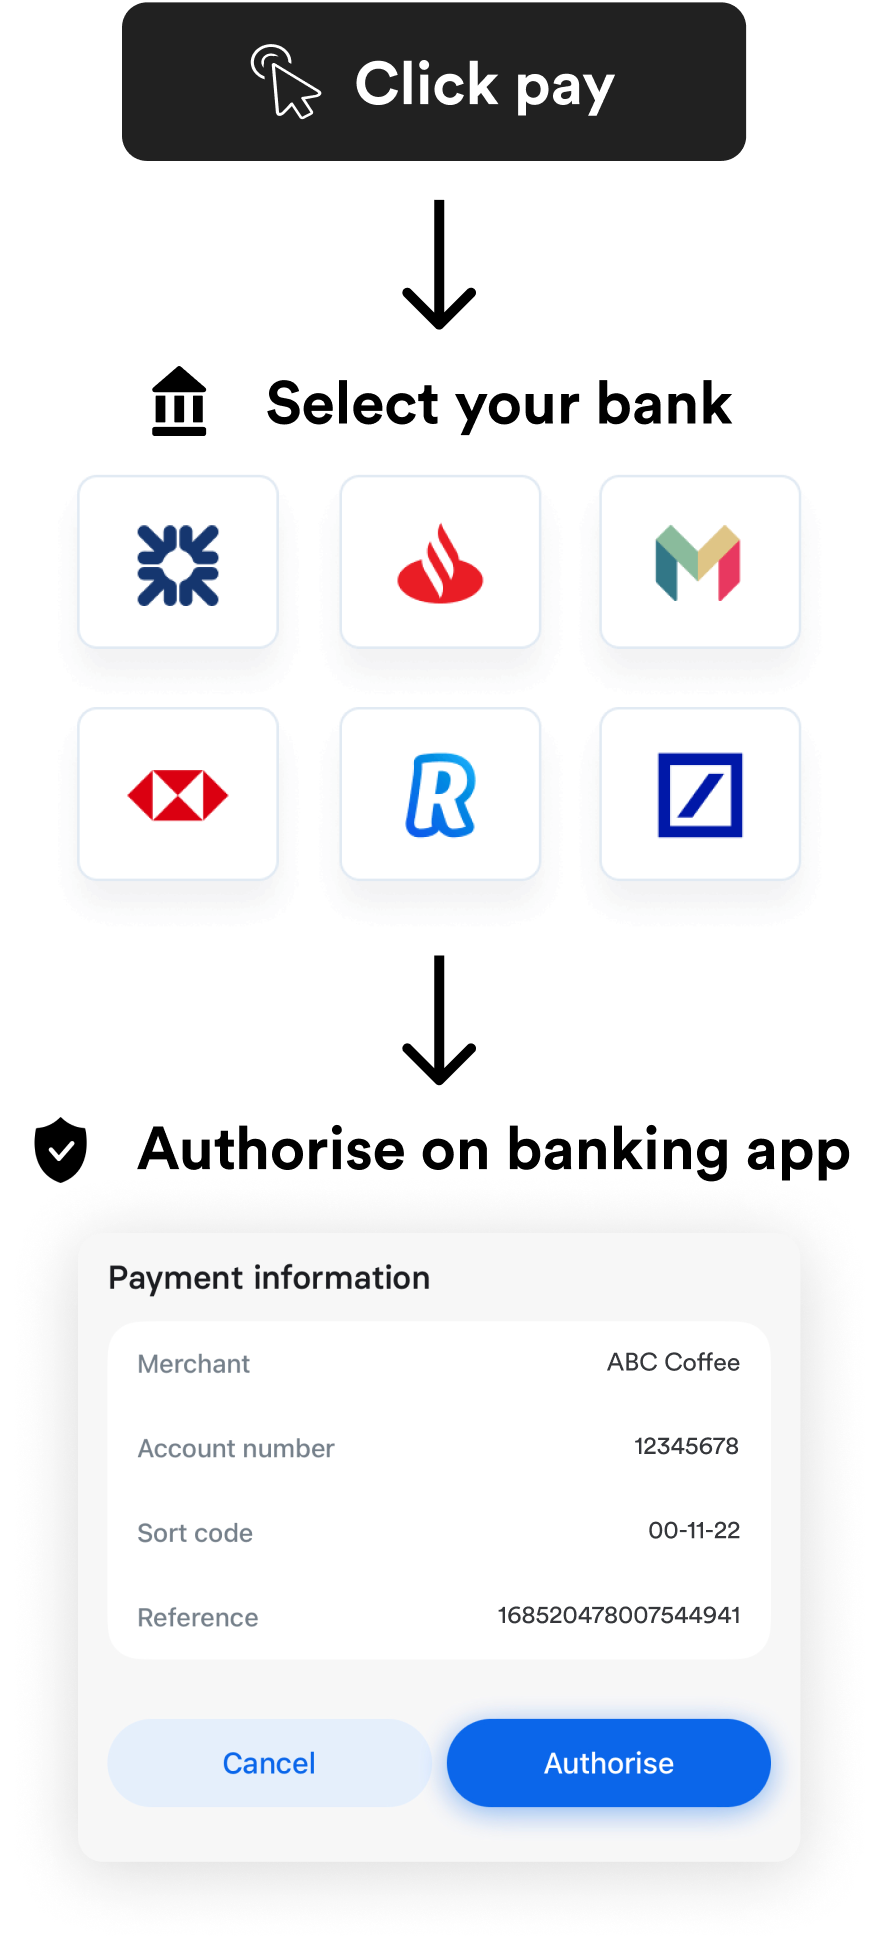 Click pay
Select your bank
Authorise on banking app
Payment information
Merchant ABC Coffee
Account number 12345678
Sort code 00-11-22
Reference 168520478007544941
Cancel Authorise